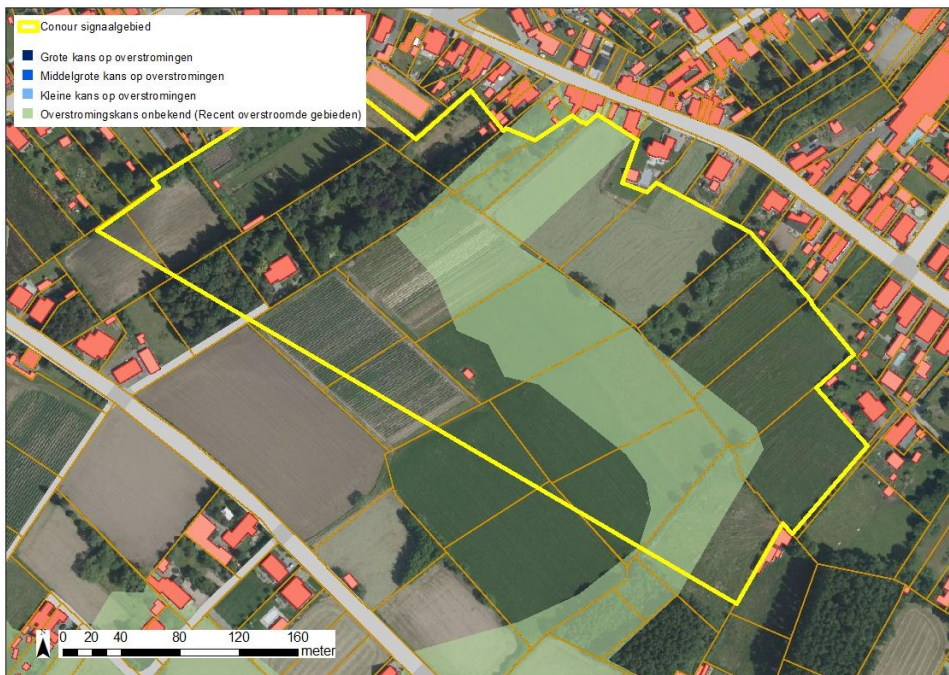 Conour signaalgebied
Grote kans op overstromingen
Middelgrote kans op overstromingen
Kleine kans op overstromingen
Overstromingskans onbekend (Recent overstroomde gebieden)
0 20 40 80 120 160
meter